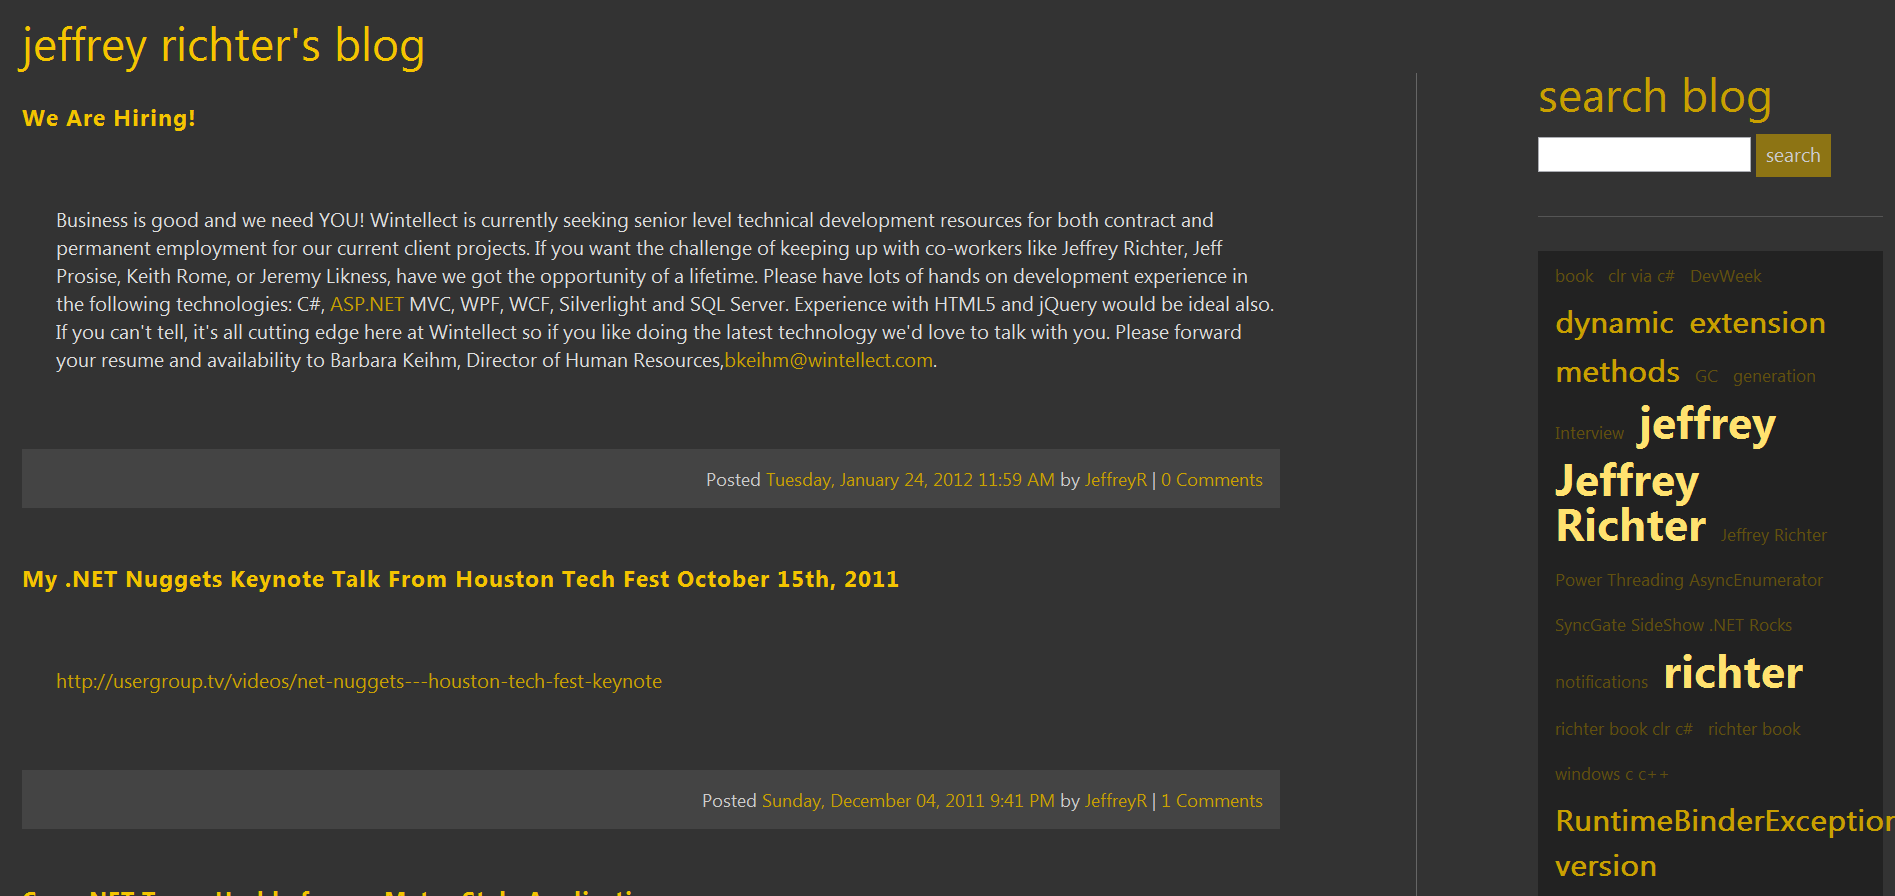 jeffrey richter's blog
We Are Hiring!
Business is good and we need YOU! Wintellect is currently seeking senior level technical development resources for both contract and
permanent employment for our current client projects. If you want the challenge of keeping up with co-workers like Jeffrey Richter, Jeff
Prosise, Keith Rome, or Jeremy Likness, have we got the opportunity of a lifetime. Please have lots of hands on development experience in
the following technologies: C#, ASP.NET MVC, WPF, WCF, Silverlight and SQL Server. Experience with HTML5 and jQuery would be ideal also.
If you can't tell, it's all cutting edge here at Wintellect so if you like doing the latest technology we'd love to talk with you. Please forward
your resume and availability to Barbara Keihm, Director of Human Resources,bkeihm@wintellect.com.
Posted Tuesday, January 24, 2012 11:59 AM by JeffreyR | 0 Comments
My .NET Nuggets Keynote Talk From Houston Tech Fest October 15th, 2011
http://usergroup.tv/videos/net-nuggets---houston-tech-fest-keynote
Posted Sunday, December 04, 2011 9:41 PM by JeffreyR | 1 Comments
search blog
search
book clr via c# DevWeek
dynamic extension
methods GC generation
Interview jeffrey
Jeffrey
Richter Jeffrey Richter
Power Threading AsyncEnumerator
SyncGate SideShow .NET Rocks
notifications richter
richter book clr c# richter book
windows c c++
RuntimeBinderException
version